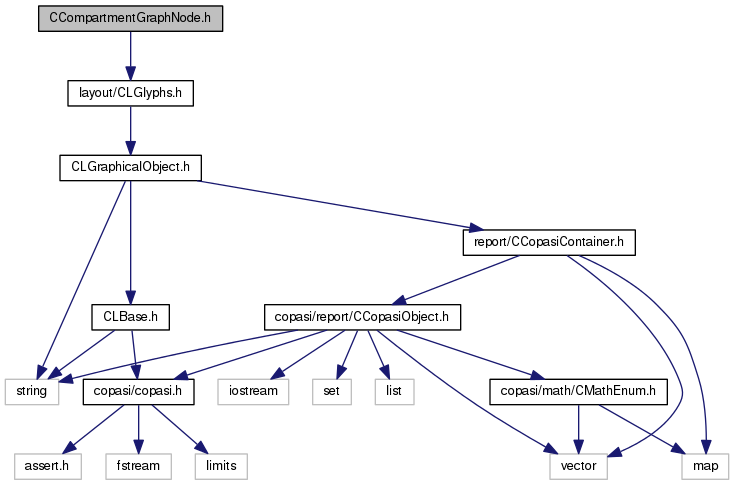 CCompartmentGraphNode.h
layout/CLGlyphs.h
CLGraphicalObject.h
report/CCopasiContainer.h
CLBase.h
copasi/report/CCopasiObject.h
string
copasi/copasi.h
iostream
set
list
copasi/math/CMathEnum.h
assert.h
fstream
limits
vector
map